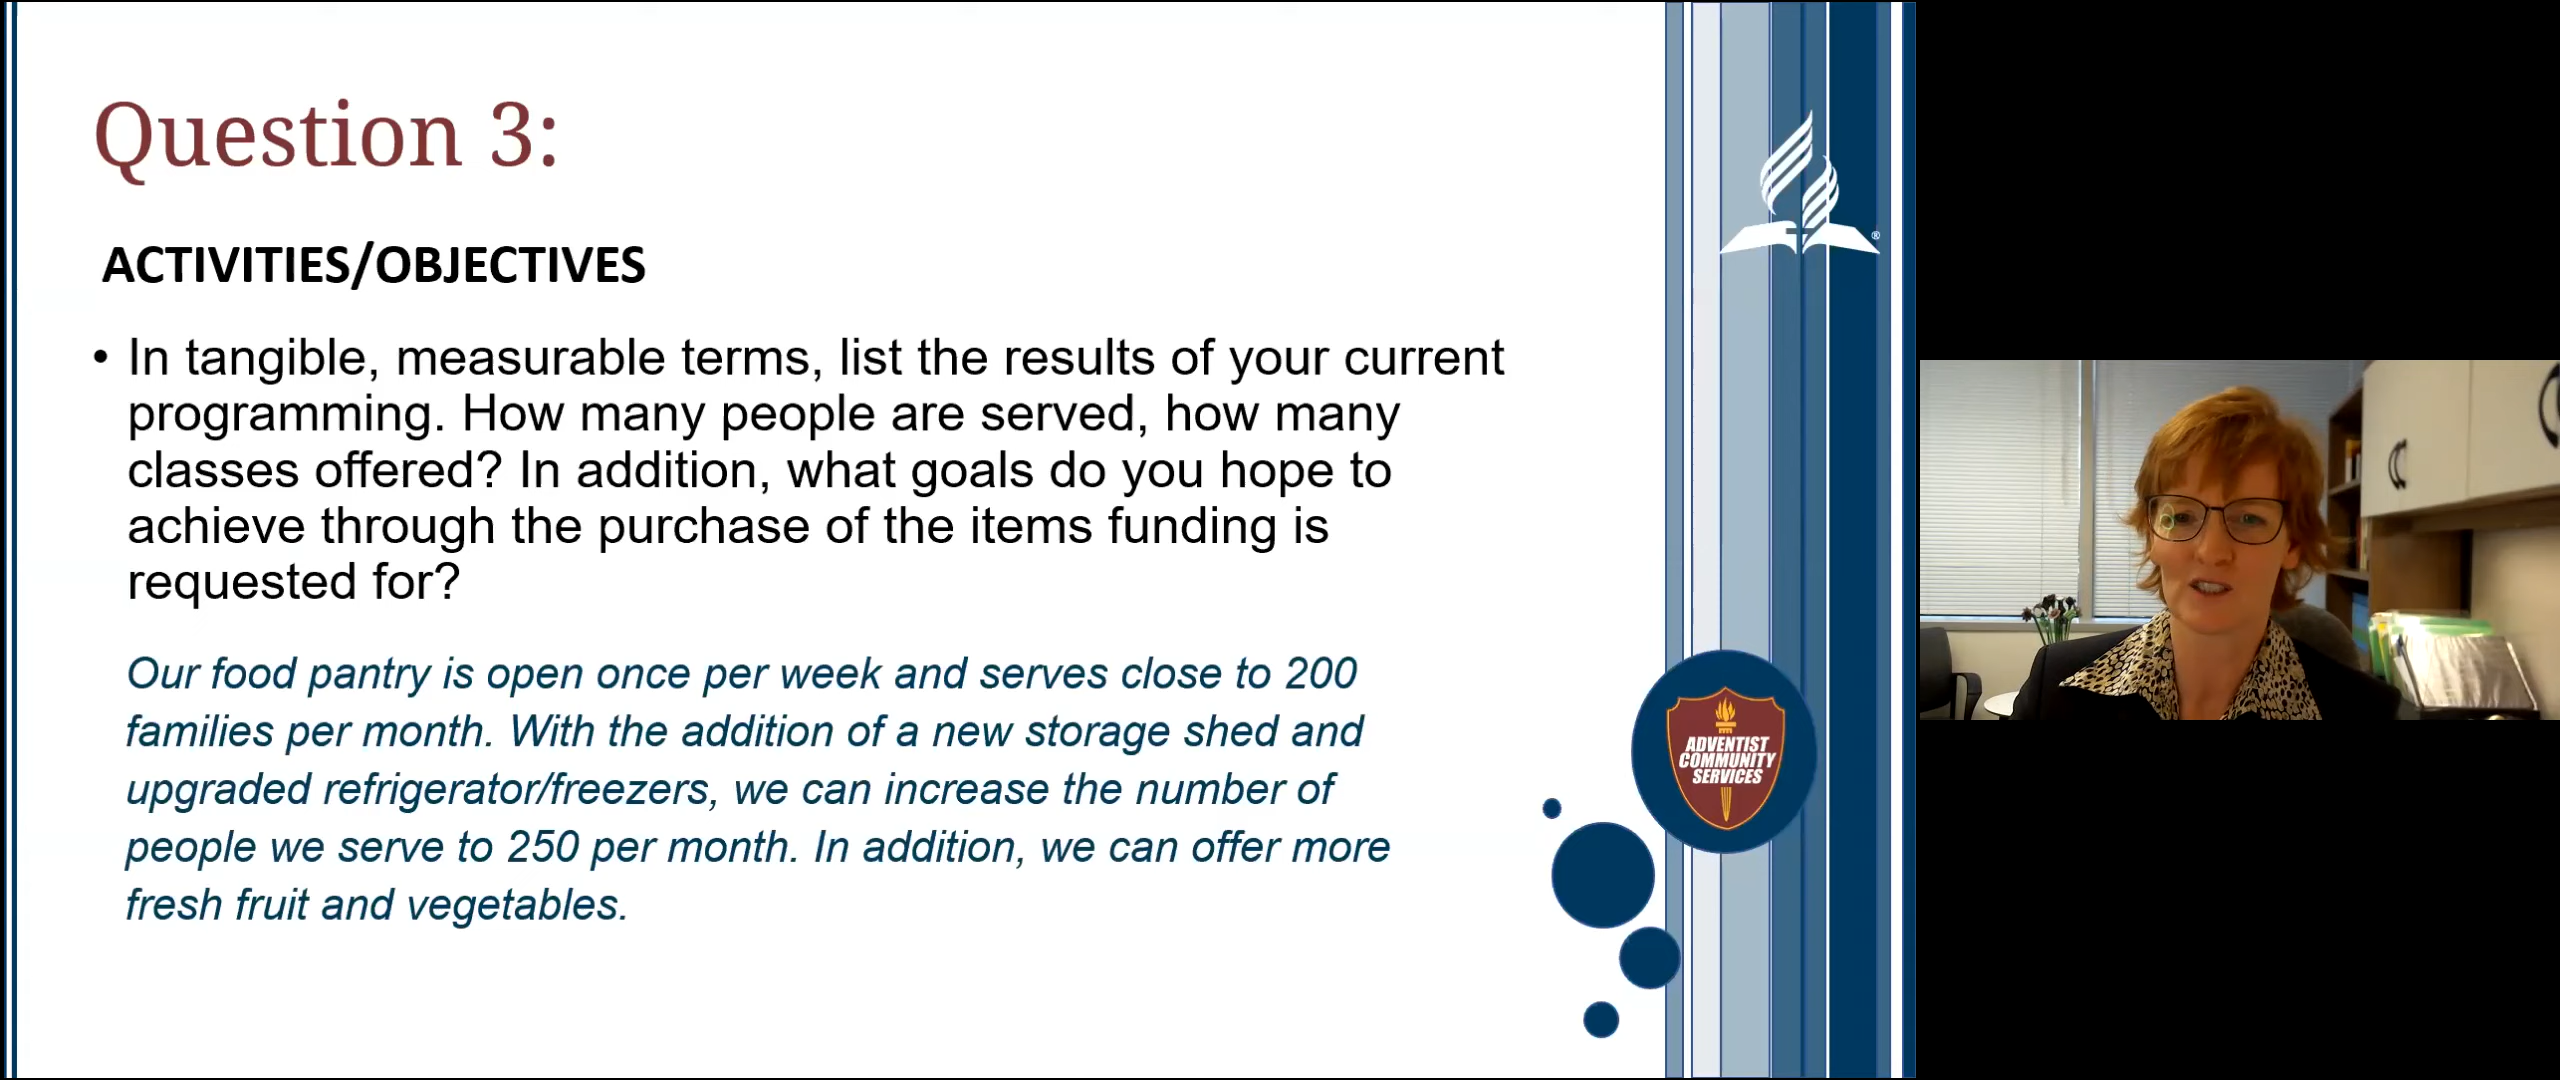 Question 3:
ACTIVITIES/OBJECTIVES
• In tangible, measurable terms, list the results of your current
programming. How many people are served, how many
classes offered? In addition, what goals do you hope to
achieve through the purchase of the items funding is
requested for?
Our food pantry is open once per week and serves close to 200
families per month. With the addition of a new storage shed and
upgraded refrigerator/freezers, we can increase the number of
people we serve to 250 per month. In addition, we can offer more
fresh fruit and vegetables.
®
ADVENTIST
COMMUNITY
SERVICES